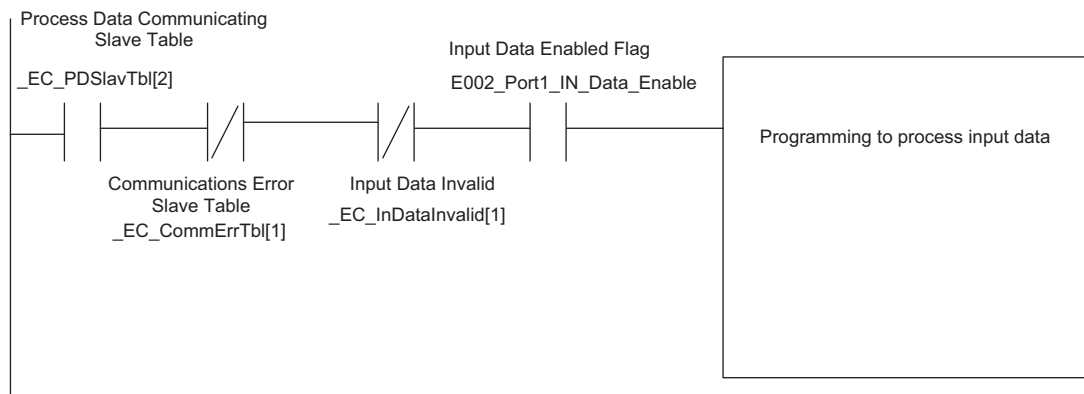 Process Data Communicating
Slave Table
_EC_PDSlavTbl[2]
Communications Error
Slave Table
_EC_CommErrTbl[1]
Input Data Invalid
_EC_InDataInvalid[1]
Input Data Enabled Flag
E002_Port1_IN_Data_Enable
Programming to process input data